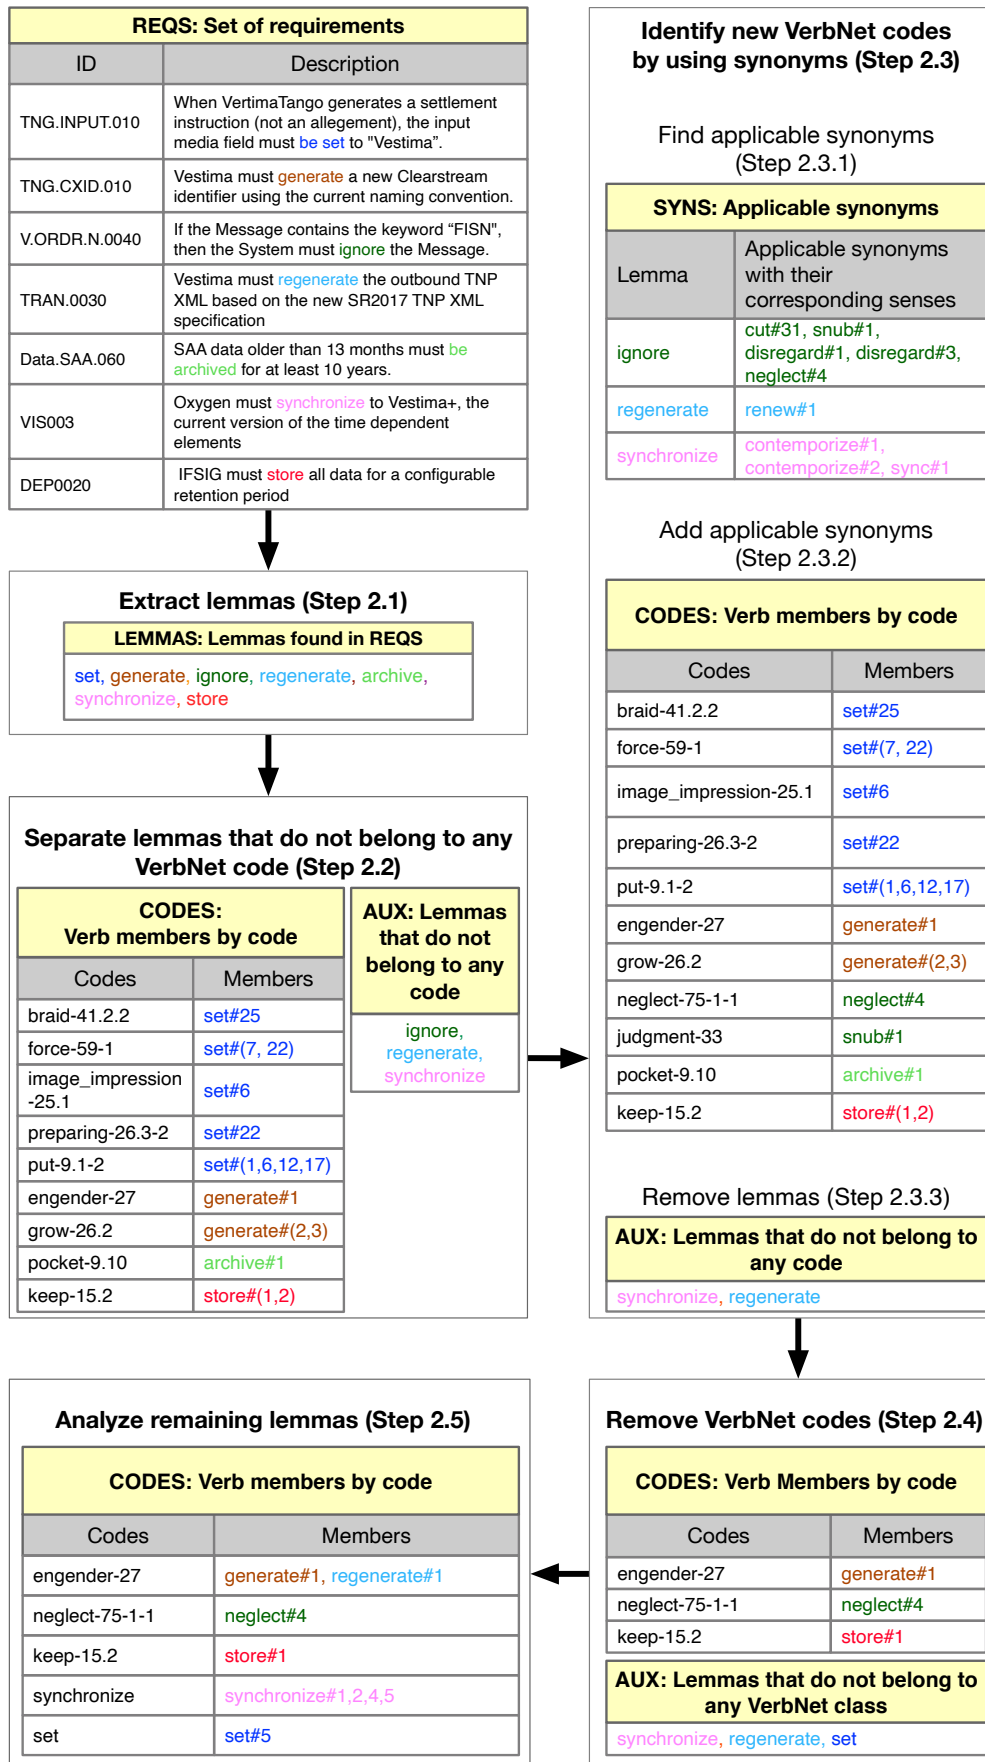 REQS: Set of requirements
ID Description
TNG.INPUT.010
When VertimaTango generates a settlement
instruction (not an allegement), the input
media field must be set to "Vestima”.
TNG.CXID.010
Vestima must generate a new Clearstream
identifier using the current naming convention.
V.ORDR.N.0040
If the Message contains the keyword “FISN",
then the System must ignore the Message.
TRAN.0030
Vestima must regenerate the outbound TNP
XML based on the new SR2017 TNP XML
specification
Data.SAA.060
SAA data older than 13 months must be
archived for at least 10 years.
VIS003
Oxygen must synchronize to Vestima+, the
current version of the time dependent
elements
DEP0020
IFSIG must store all data for a configurable
retention period
Extract lemmas (Step 2.1)
LEMMAS: Lemmas found in REQS
set, generate, ignore, regenerate, archive,
synchronize, store
Separate lemmas that do not belong to any
VerbNet code (Step 2.2)
CODES:
Verb members by code
Codes Members
braid-41.2.2 set#25
force-59-1 set#(7, 22)
image_impression
-25.1
set#6
preparing-26.3-2 set#22
put-9.1-2 set#(1,6,12,17)
engender-27 generate#1
grow-26.2 generate#(2,3)
pocket-9.10 archive#1
keep-15.2 store#(1,2)
AUX: Lemmas
that do not
belong to any
code
ignore,
regenerate,
synchronize
Identify new VerbNet codes
by using synonyms (Step 2.3)
Find applicable synonyms
(Step 2.3.1)
SYNS: Applicable synonyms
Lemma
Applicable synonyms
with their
corresponding senses
ignore
cut#31, snub#1,
disregard#1, disregard#3,
neglect#4
regenerate renew#1
synchronize
contemporize#1,
contemporize#2, sync#1
Add applicable synonyms
(Step 2.3.2)
CODES: Verb members by code
Codes Members
braid-41.2.2 set#25
force-59-1 set#(7, 22)
image_impression-25.1 set#6
preparing-26.3-2 set#22
put-9.1-2 set#(1,6,12,17)
engender-27 generate#1
grow-26.2 generate#(2,3)
neglect-75-1-1 neglect#4
judgment-33 snub#1
pocket-9.10 archive#1
keep-15.2 store#(1,2)
Remove lemmas (Step 2.3.3)
AUX: Lemmas that do not belong to
any code
synchronize, regenerate
Remove VerbNet codes (Step 2.4)
CODES: Verb Members by code
Codes Members
engender-27 generate#1
neglect-75-1-1 neglect#4
keep-15.2 store#1
AUX: Lemmas that do not belong to
any VerbNet class
synchronize, regenerate, set
Analyze remaining lemmas (Step 2.5)
CODES: Verb members by code
Codes Members
engender-27 generate#1, regenerate#1
neglect-75-1-1 neglect#4
keep-15.2 store#1
synchronize synchronize#1,2,4,5
set set#5